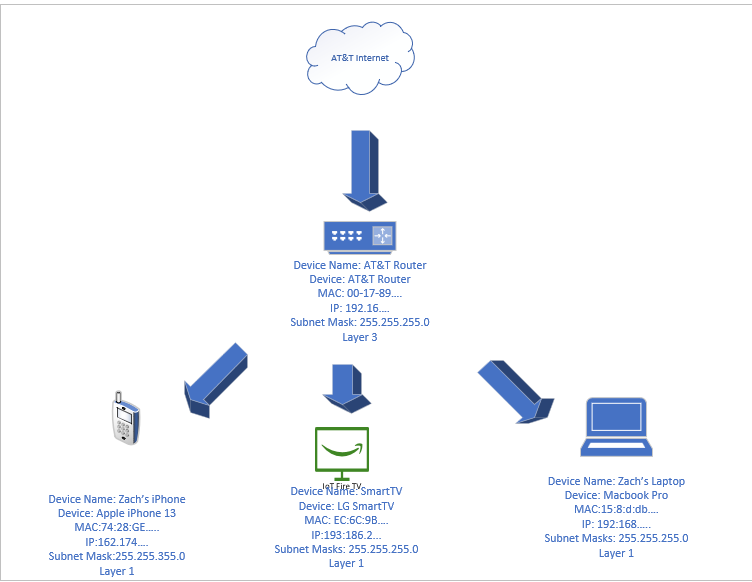 AT&T Internet
Device Name: AT&T Router
Device: AT&T Router
MAC: 00-17-89....
IP: 192.16....
Subnet Mask: 255.255.255.0
Layer 3
Device Name: Zach's iPhone
Device: Apple iPhone 13
MAC:74:28:GE.....
IP:162.174....
Subnet Mask:255.255.355.0
Layer 1
IoT Fire TV
Device Name: SmartTV
Device: LG SmartTV
MAC: EC:6C:9B....
IP:193:186.2...
Subnet Masks: 255.255.255.0
Layer 1
Device Name: Zach's Laptop
Device: Macbook Pro
MAC:15:8:d:db....
IP: 192:168.....
Subnet Masks: 255.255.255.0
Layer 1